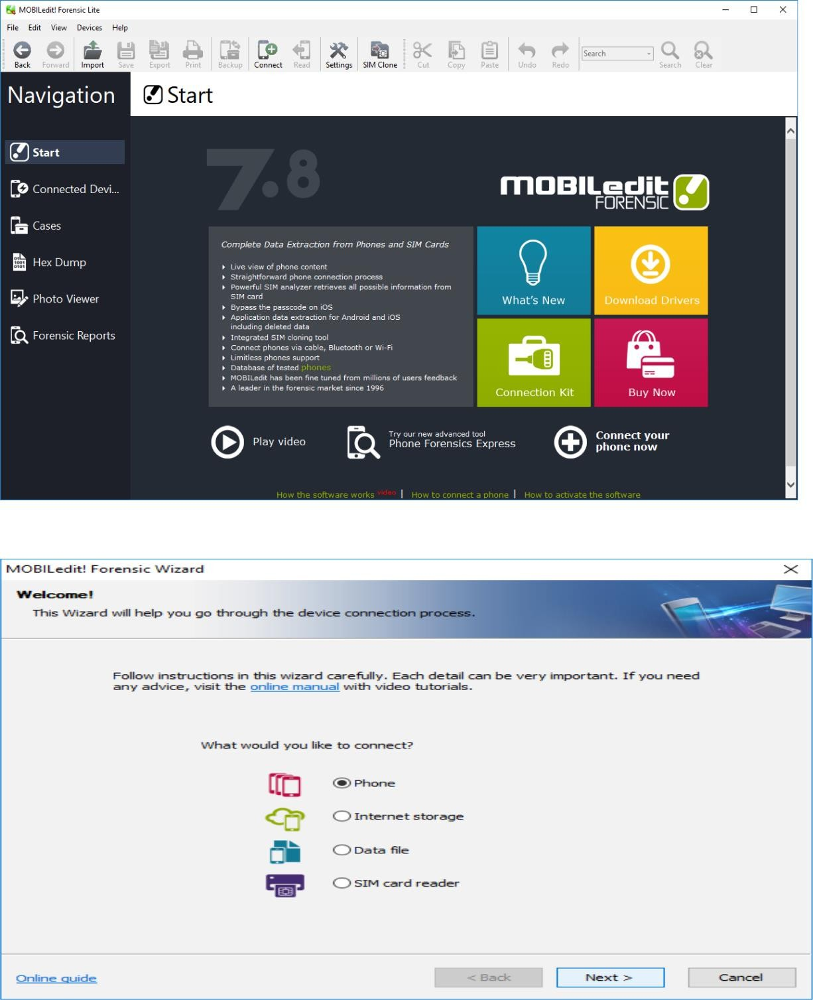 MOBILedit! Forensic Lite
File Edit View Devices Help
Back Forward Import Save Export Print Backup Connect Read Settings SIM Clone Cut Copy Paste Undo Redo Search Search Clear
Navigation
Start
Start
Connected Devi...
Cases
Hex Dump
Photo Viewer
Forensic Reports
7.8
MOBILedit
FORENSIC
Complete Data Extraction from Phones and SIM Cards
Live view of phone content
Straightforward phone connection process
Powerful SIM analyzer retrieves all possible information from
SIM card
Bypass the passcode on iOS
Application data extraction for Android and iOS
including deleted data
Integrated SIM cloning tool
Connect phones via cable, Bluetooth or Wi-Fi
Limitless phones support
Database of tested phones
MOBILedit has been fine tuned from millions of users feedback
A leader in the forensic market since 1996
What's New
Download Drivers
Connection Kit
Buy Now
Play video
Try our new advanced tool
Phone Forensics Express
Connect your
phone now
How the software works video | How to connect a phone | How to activate the software
MOBILedit! Forensic Wizard
Welcome!
This Wizard will help you go through the device connection process.
Follow instructions in this wizard carefully. Each detail can be very important. If you need
any advice, visit the online manual with video tutorials.
What would you like to connect?
Phone
Internet storage
Data file
SIM card reader
Online guide
< Back
Next >
Cancel